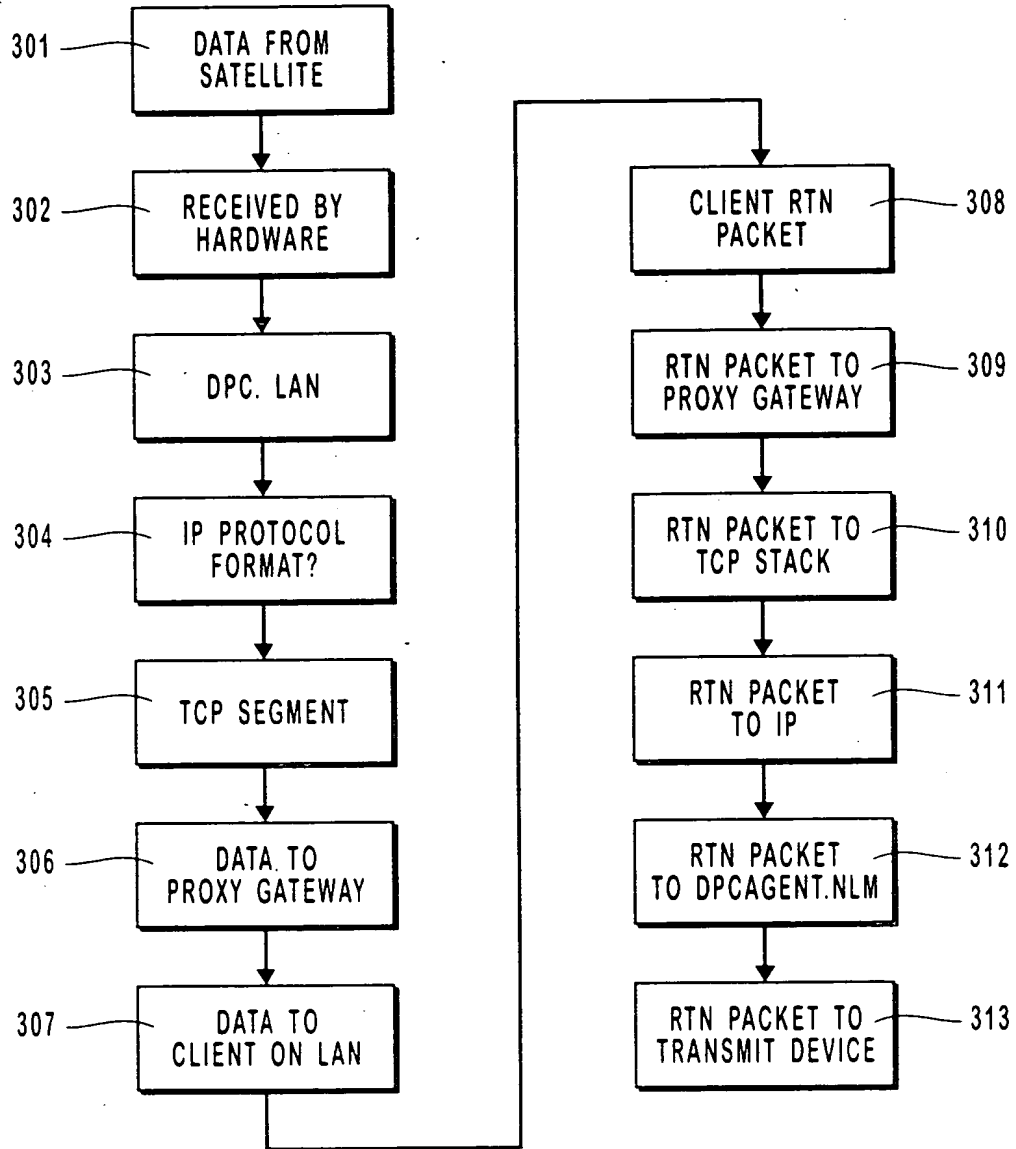 301
DATA FROM
SATELLITE
302
RECEIVED BY
HARDWARE
303
DPC. LAN
304
IP PROTOCOL
FORMAT?
305
TCP SEGMENT
306
DATA. TO
PROXY GATEWAY
307
DATA TO
CLIENT ON LAN
CLIENT RTN
PACKET
308
RTN PACKET TO
PROXY GATEWAY
309
RTN PACKET TO
TCP STACK
310
RTN PACKET
TO IP
311
RTN PACKET
TO DPCAGENT.NLM
312
RTN PACKET TO
TRANSMIT DEVICE
313